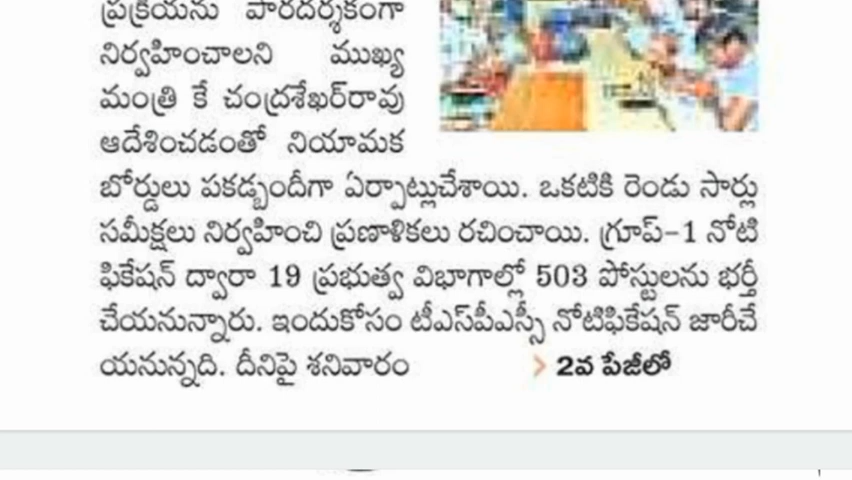 ప్రక్రియను పారదర్శకంగా
నిర్వహించాలని ముఖ్య
మంత్రి కే చంద్రశేఖర్‌రావు
ఆదేశించడంతో నియామక
బోర్డులు పకడ్బందీగా ఏర్పాట్లుచేశాయి. ఒకటికి రెండు సార్లు
సమీక్షలు నిర్వహించి ప్రణాళికలు రచించాయి. గ్రూప్-1 నోటి
ఫికేషన్ ద్వారా 19 ప్రభుత్వ విభాగాల్లో 503 పోస్టులను భర్తీ
చేయనున్నారు. ఇందుకోసం టీఎస్‌పీఎస్సీ నోటిఫికేషన్ జారీచే
యనున్నది. దీనిపై శనివారం > 2వ పేజీలో